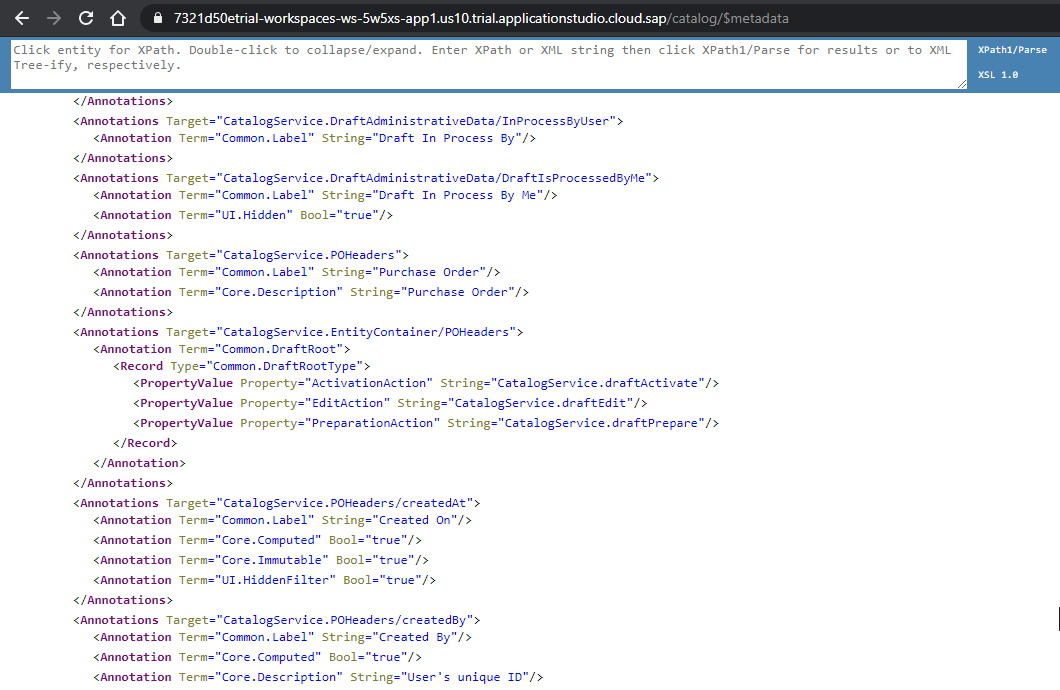 7321d50etrial-workspaces-ws-5w5xs-app1.us10.trial.applicationstudio.cloud.sap/catalog/$metadata
Click entity for XPath. Double-click to collapse/expand. Enter XPath or XML string then click XPath1/Parse for results or to XML
Tree-ify, respectively.
XPath1/Parse
XSL 1.0
</Annotations>
<Annotations Target="CatalogService.DraftAdministrativeData/InProcessByUser">
<Annotation Term="Common.Label" String="Draft In Process By"/>
</Annotations>
<Annotations Target="CatalogService.DraftAdministrativeData/DraftIsProcessedByMe">
<Annotation Term="Common.Label" String="Draft In Process By Me"/>
<Annotation Term="UI.Hidden" Bool="true"/>
</Annotations>
<Annotations Target="CatalogService.POHeaders">
<Annotation Term="Common.Label" String="Purchase Order"/>
<Annotation Term="Core.Description" String="Purchase Order"/>
</Annotations>
<Annotations Target="CatalogService.EntityContainer/POHeaders">
<Annotation Term="Common.DraftRoot">
<Record Type="Common.DraftRootType">
<PropertyValue Property="ActivationAction" String="CatalogService.draftActivate"/>
<PropertyValue Property="EditAction" String="CatalogService.draftEdit"/>
<PropertyValue Property="PreparationAction" String="CatalogService.draftPrepare"/>
</Record>
</Annotation>
</Annotations>
<Annotations Target="CatalogService.POHeaders/createdAt">
<Annotation Term="Common.Label" String="Created On"/>
<Annotation Term="Core.Computed" Bool="true"/>
<Annotation Term="Core.Immutable" Bool="true"/>
<Annotation Term="UI.HiddenFilter" Bool="true"/>
</Annotations>
<Annotations Target="CatalogService.POHeaders/createdBy">
<Annotation Term="Common.Label" String="Created By"/>
<Annotation Term="Core.Computed" Bool="true"/>
<Annotation Term="Core.Description" String="User's unique ID"/>